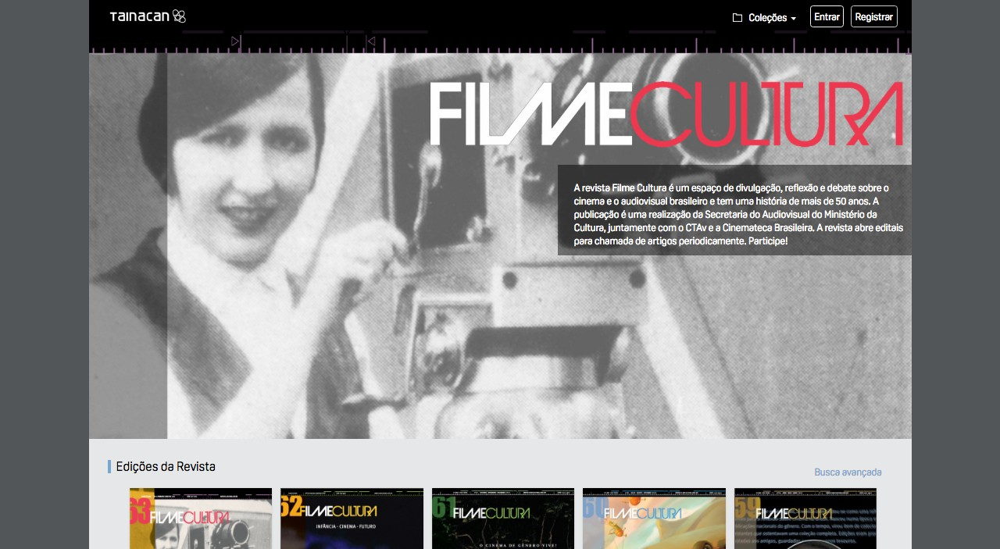 TAINACAN
Coleções
Entrar
Registrar
FILMECULTURA
A revista Filme Cultura é um espaço de divulgação, reflexão e debate sobre o
cinema e o audiovisual brasileiro e tem uma história de mais de 50 anos. A
publicação é uma realização da Secretaria do Audiovisual do Ministério da
Cultura, juntamente com o CTAv e a Cinemateca Brasileira. A revista abre editais
para chamada de artigos periodicamente. Participe!
Edições da Revista
Busca avançada
63
FILMECULTURA
62
FILMECULTURA
INFÂNCIA · CINEMA · FUTURO
61
FILMECULTURA
O CINEMA DE GÊNERO VIVE!
60
FILMECULTURA
59
FILMECULTURA